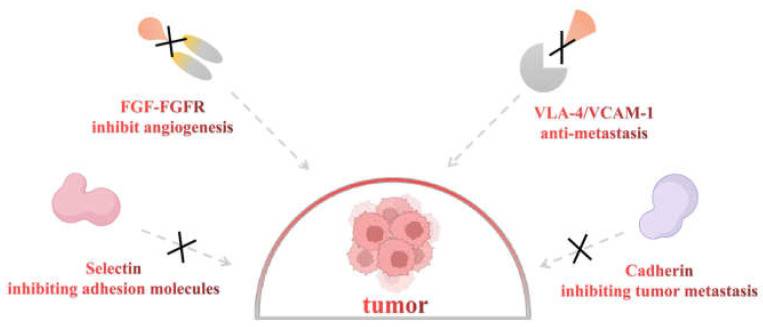 FGF-FGFR
inhibit angiogenesis
VLA-4/VCAM-1
anti-metastasis
Selectin
inhibiting adhesion molecules
Cadherin
inhibiting tumor metastasis
tumor